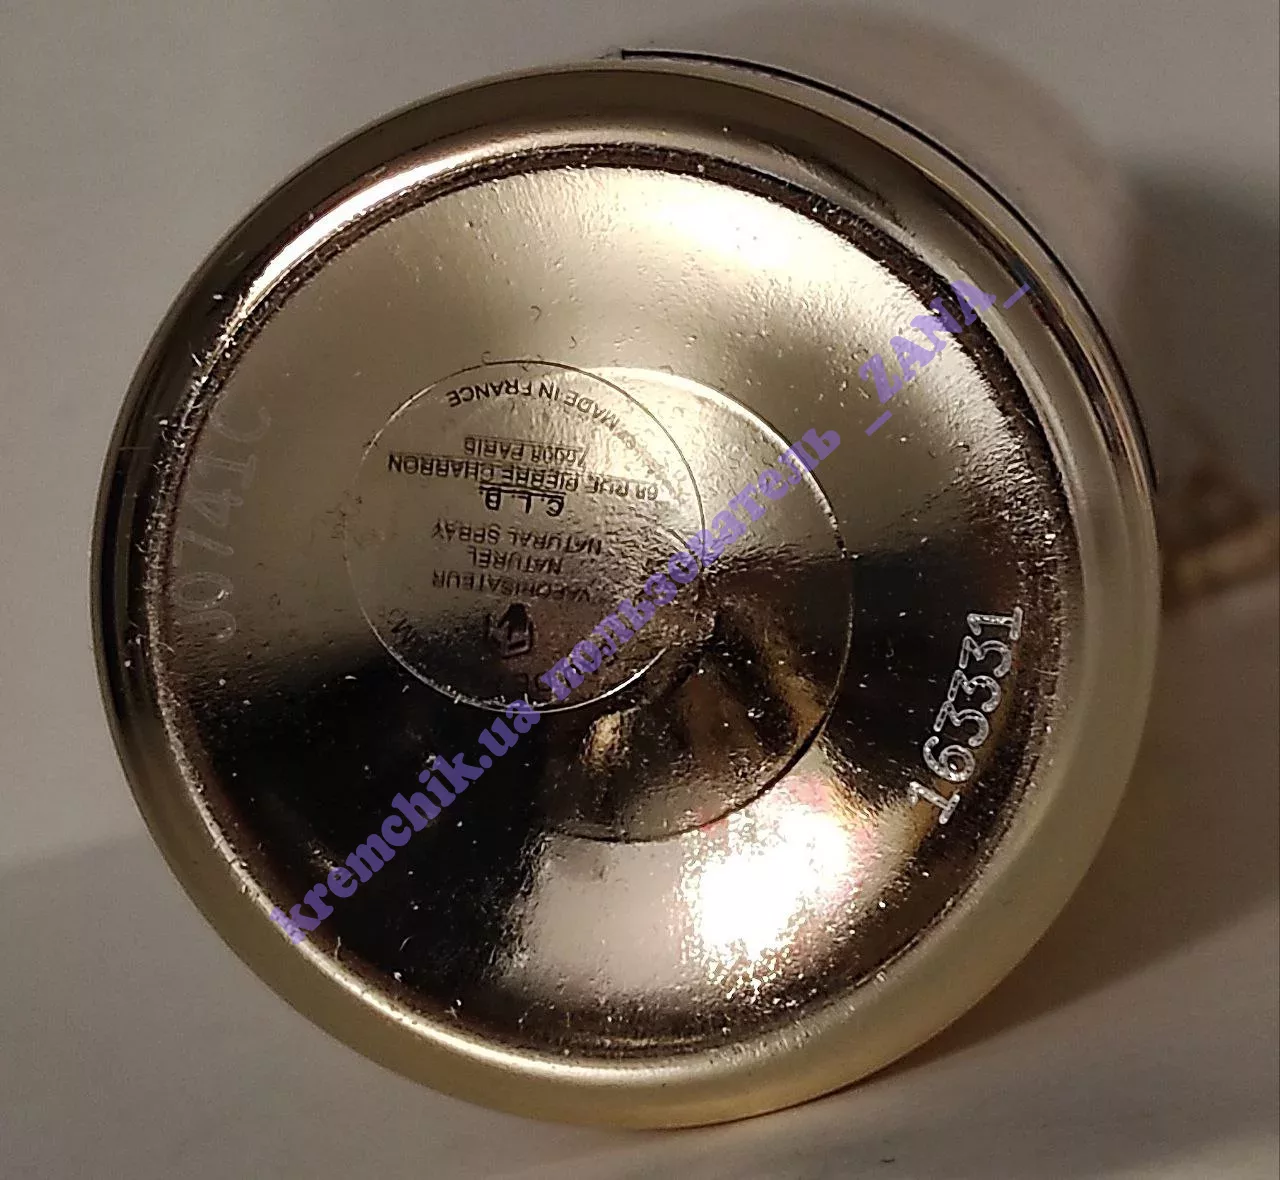 VAPORISATEUR
NATUREL
NATURAL SPRAY
C.L.B.
68 RUE PIERRE CHARRON
75008 PARIS
MADE IN FRANCE
J0741C
163331
kremchik.ua пользователь _ZANA_